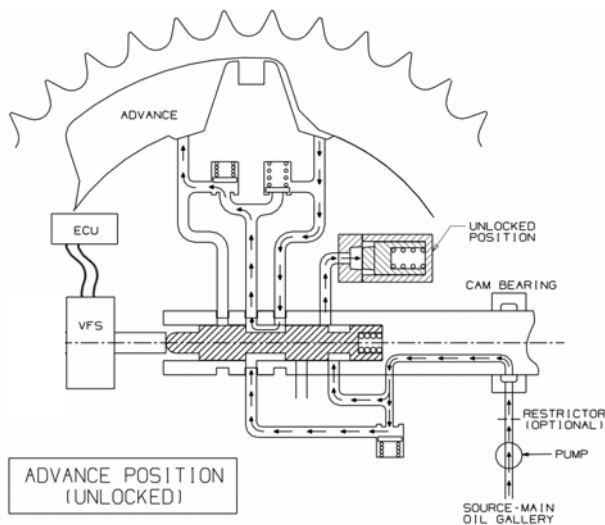 ADVANCE
ECU
VFS
UNLOCKED
POSITION
CAM BEARING
RESTRICTOR
(OPTIONAL)
PUMP
SOURCE-MAIN
OIL GALLERY
ADVANCE POSITION
(UNLOCKED)